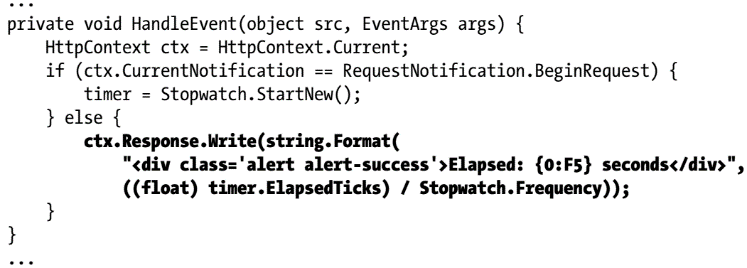 ...
private void HandleEvent(object src, EventArgs args) {
    HttpContext ctx = HttpContext.Current;
    if (ctx.CurrentNotification == RequestNotification.BeginRequest) {
        timer = Stopwatch.StartNew();
    } else {
        ctx.Response.Write(string.Format(
            "<div class='alert alert-success'>Elapsed: {0:F5} seconds</div>",
            ((float) timer.ElapsedTicks) / Stopwatch.Frequency));
    }
}
...